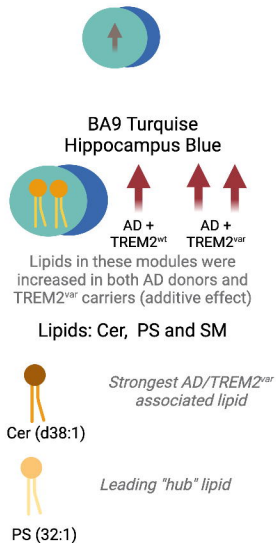 BA9 Turquise
Hippocampus Blue
AD +
TREM2wt
AD +
TREM2var
Lipids in these modules were
increased in both AD donors and
TREM2var carriers (additive effect)
Lipids: Cer, PS and SM
Strongest AD/TREM2var
associated lipid
Cer (d38:1)
Leading "hub" lipid
PS (32:1)